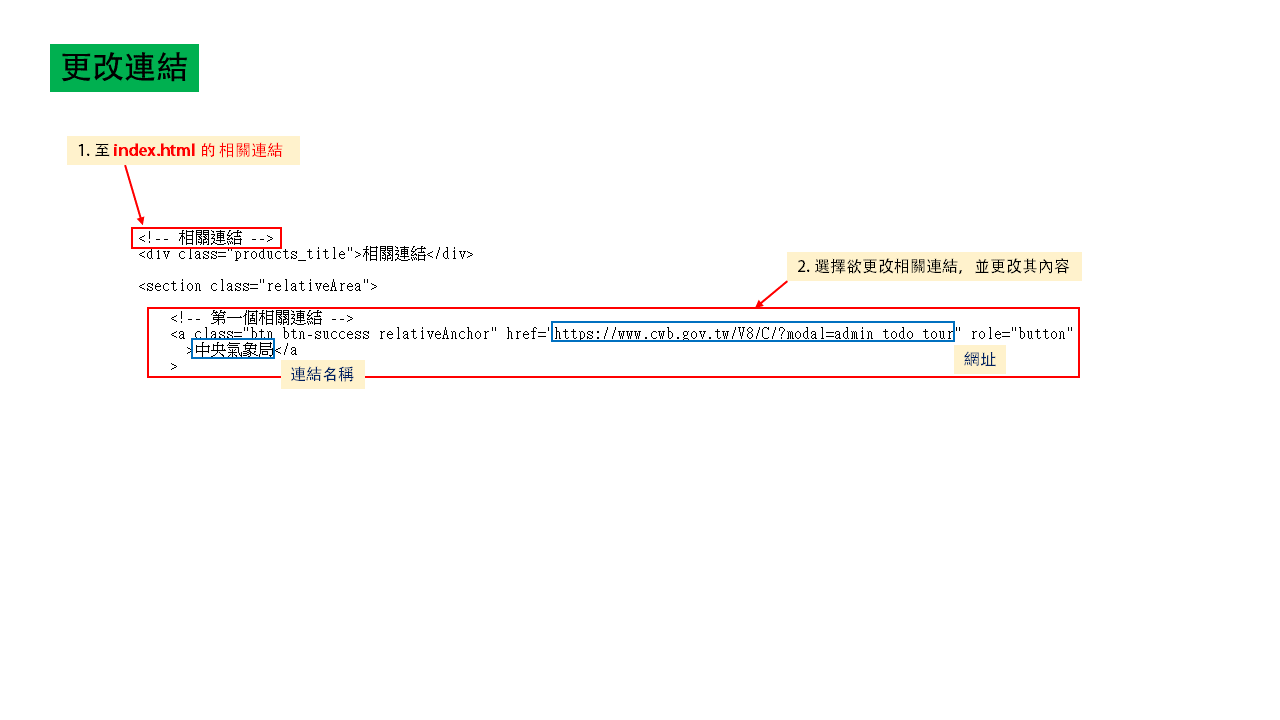 更改連結
1. 至 index.html 的 相關連結
<!-- 相關連結 -->
<div class="products_title">相關連結</div>
2. 選擇欲更改相關連結，並更改其內容
<section class="relativeArea">
<!-- 第一個相關連結 -->
<a class="btn btn-success relativeAnchor" href="https://www.cwb.gov.tw/V8/C/?modal=admin_todo_tour" role="button"
>中央氣象局</a
網址
>
連結名稱